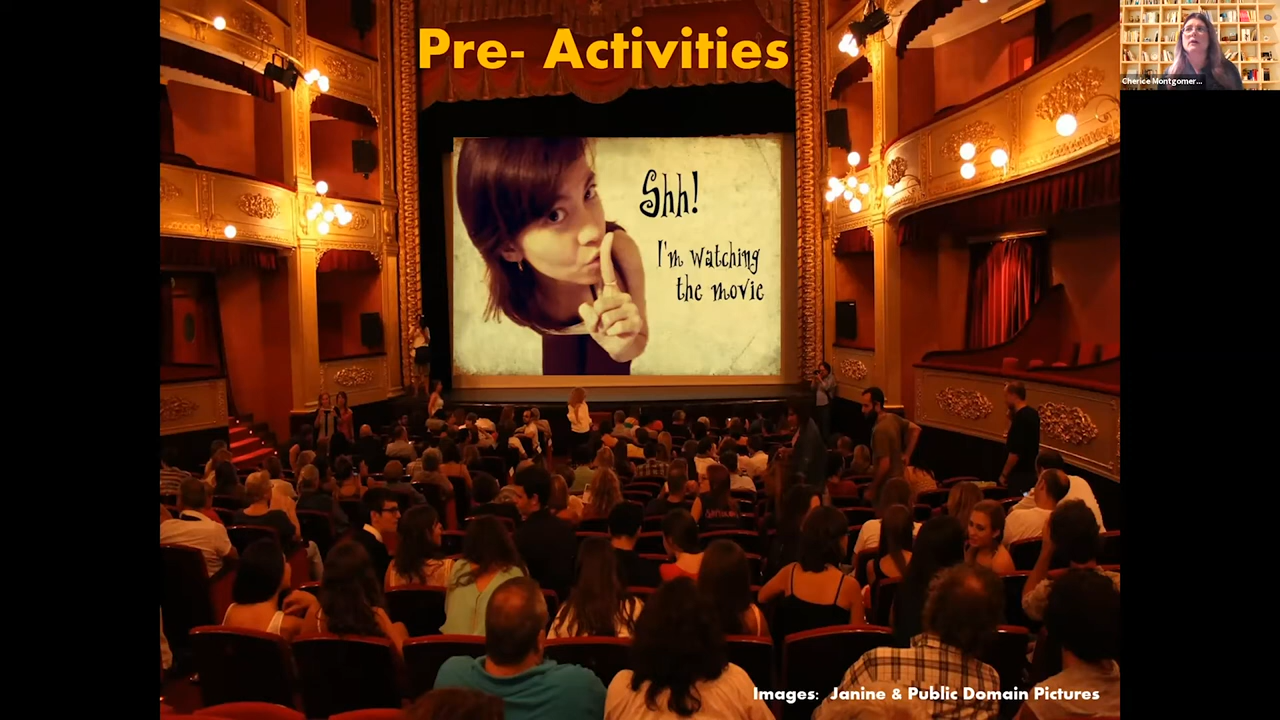 Pre- Activities
Cherice Montgomer...
Shh!
I'm watching
the movie
Images: Janine & Public Domain Pictures